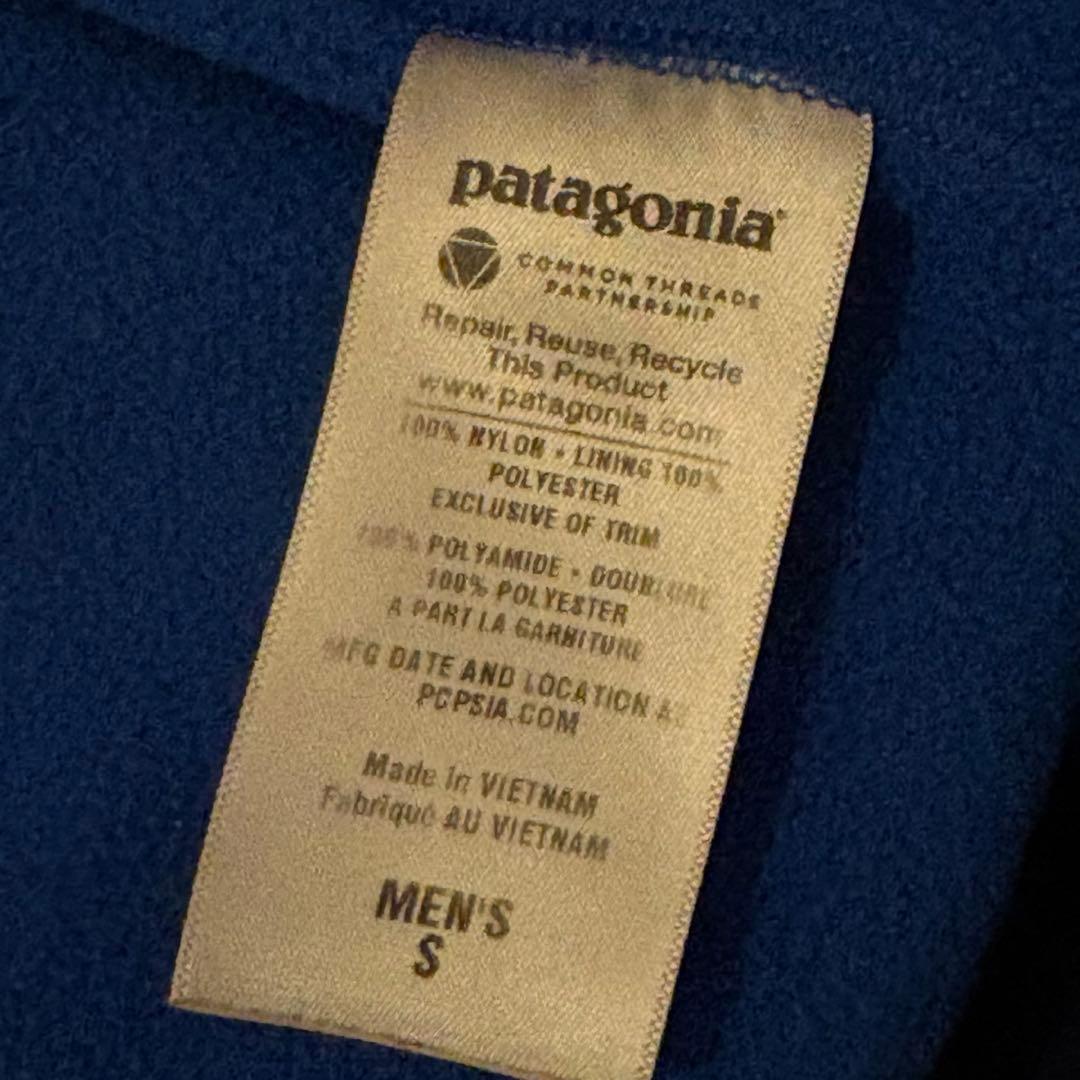 patagonia
COMMON THREADS
PARTNERSHIP
Repair, Reuse, Recycle
This Product
www.patagonia.com
100% NYLON • LINING 100%
POLYESTER
EXCLUSIVE OF TRIM
100% POLYAMIDE • DOUBLURE
100% POLYESTER
A PART LA GARNITURE
MFG DATE AND LOCATION AT
PCPSIA.COM
Made in VIETNAM
Fabriqué AU VIETNAM
MEN'S
S